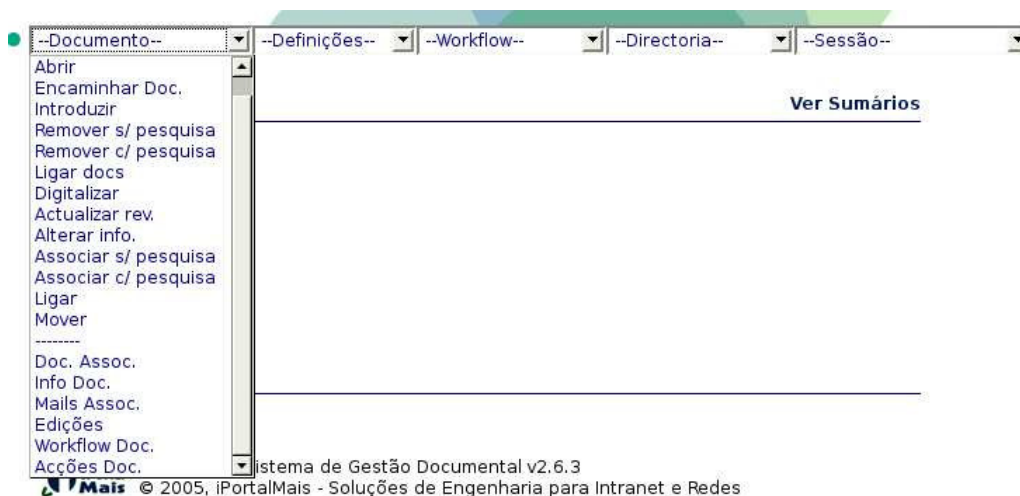 --Documento-- --Definições-- --Workflow-- --Directoria-- --Sessão--
Abrir
Encaminhar Doc.
Introduzir
Ver Sumários
Remover s/ pesquisa
Remover c/ pesquisa
Ligar docs
Digitalizar
Actualizar rev.
Alterar info.
Associar s/ pesquisa
Associar c/ pesquisa
Ligar
Mover
--------
Doc. Assoc.
Info Doc.
Mails Assoc.
Edições
Workflow Doc.
Acções Doc.
istema de Gestão Documental v2.6.3
Mais © 2005, iPortalMais - Soluções de Engenharia para Intranet e Redes